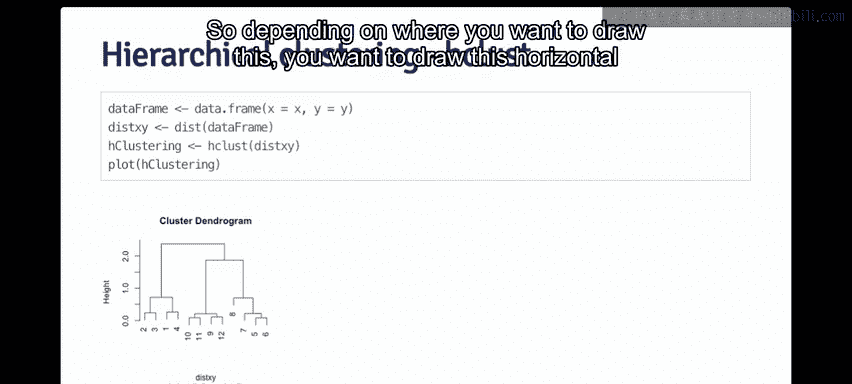 So depending on where you want to draw
this, you want to draw this horizontal
Hierarchical clustering - hclust
dataFrame <- data.frame(x = x, y = y)
distxy <- dist(dataFrame)
hClustering <- hclust(distxy)
plot(hClustering)
Cluster Dendrogram
Height
0.0 1.0 2.0
2 3 1 4 10 11 9 12 8 7 5 6
distxy